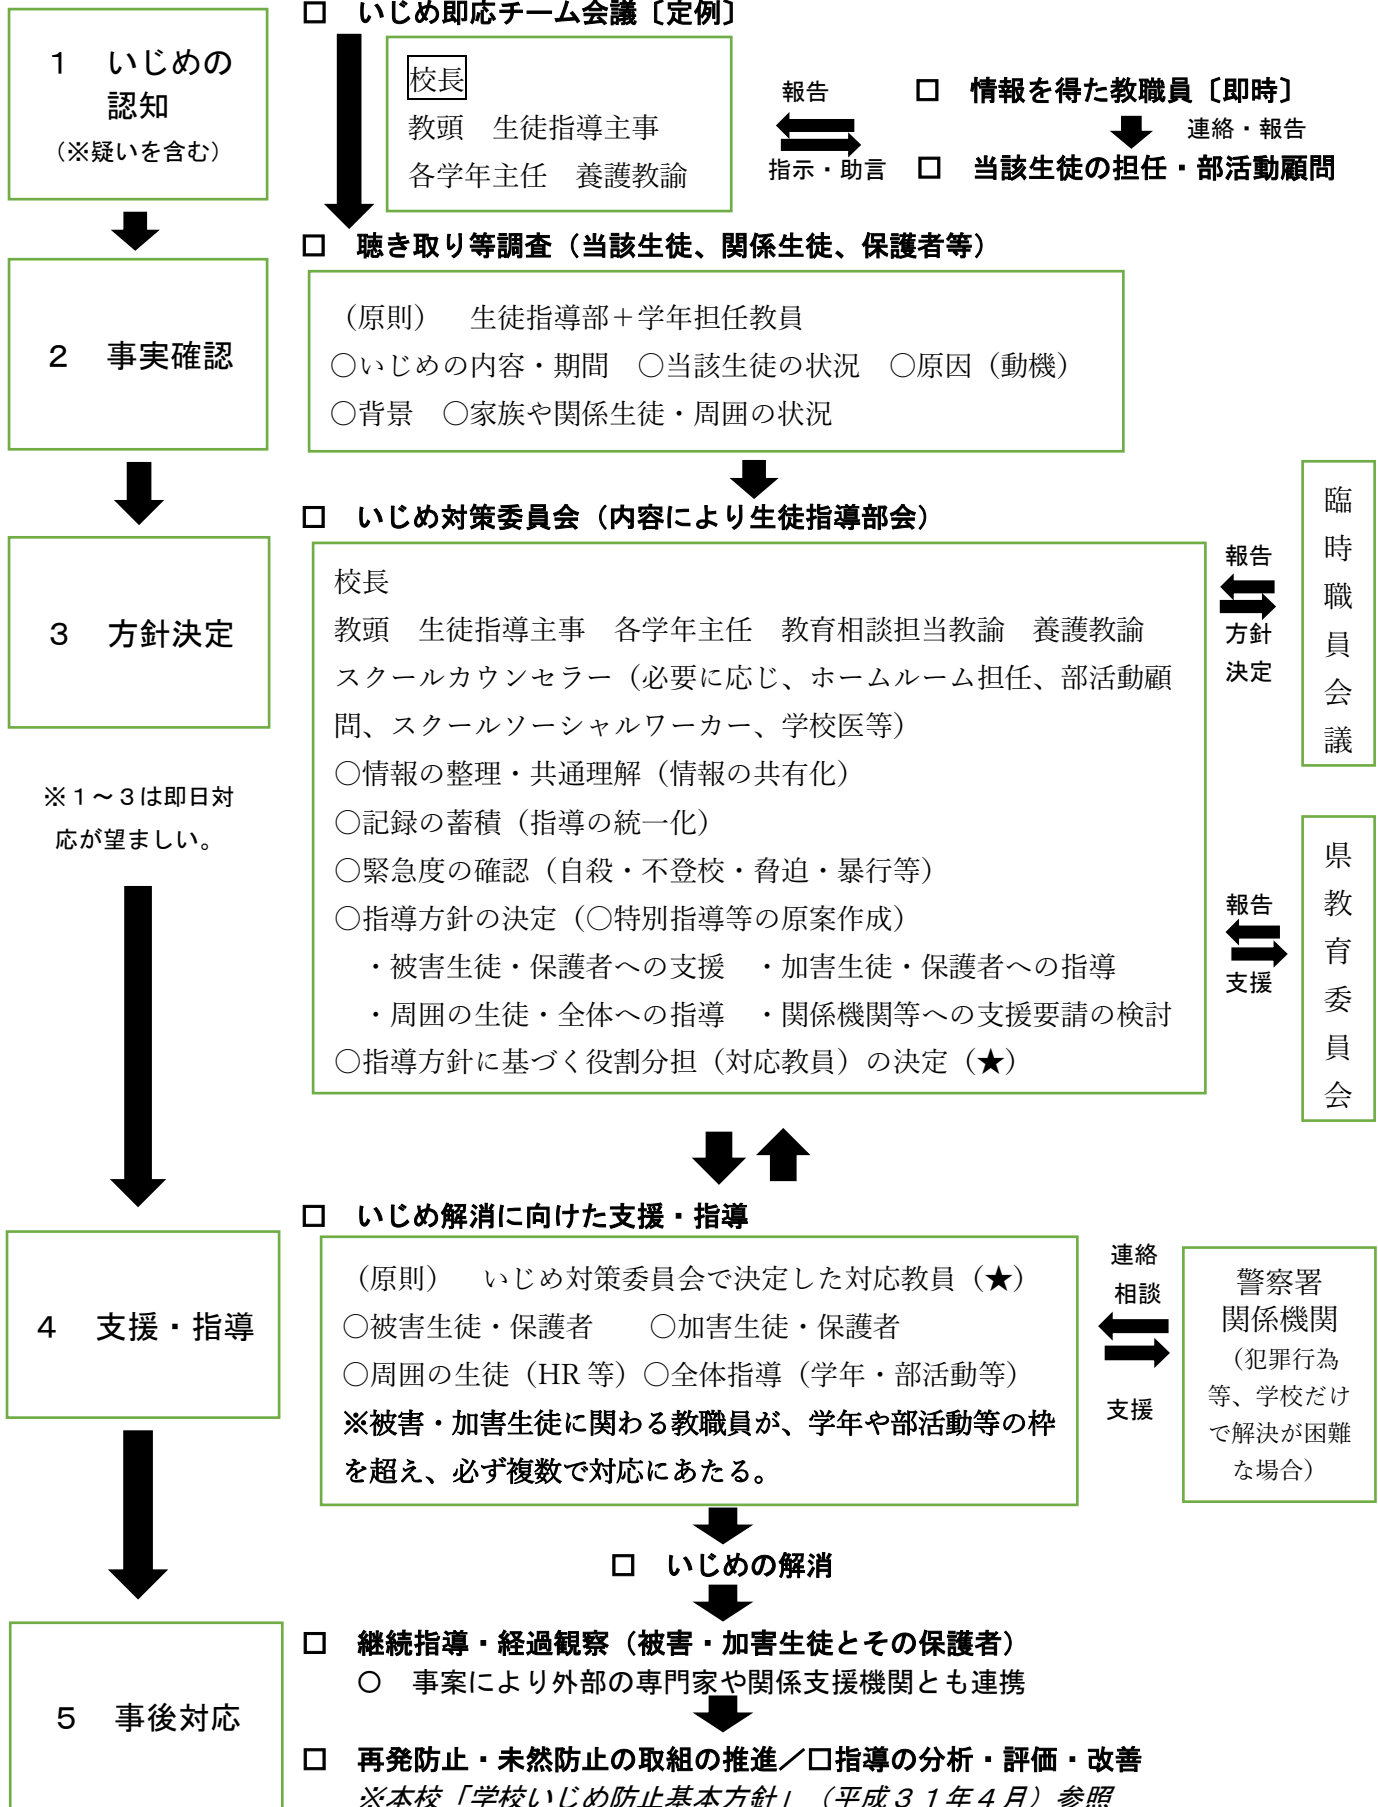 １　いじめの
認知
（※疑いを含む）
□　いじめ即応チーム会議〔定例〕
校長
教頭　生徒指導主事
各学年主任　養護教諭
報告
指示・助言
□　情報を得た教職員〔即時〕
連絡・報告
□　当該生徒の担任・部活動顧問
２　事実確認
□　聴き取り等調査（当該生徒、関係生徒、保護者等）
（原則）　生徒指導部＋学年担任教員
○いじめの内容・期間　○当該生徒の状況　○原因（動機）
○背景　○家族や関係生徒・周囲の状況
３　方針決定
※１～３は即日対
応が望ましい。
□　いじめ対策委員会（内容により生徒指導部会）
校長
教頭　生徒指導主事　各学年主任　教育相談担当教諭　養護教諭
スクールカウンセラー（必要に応じ、ホームルーム担任、部活動顧
問、スクールソーシャルワーカー、学校医等）
○情報の整理・共通理解（情報の共有化）
○記録の蓄積（指導の統一化）
○緊急度の確認（自殺・不登校・脅迫・暴行等）
○指導方針の決定（○特別指導等の原案作成）
・被害生徒・保護者への支援　・加害生徒・保護者への指導
・周囲の生徒・全体への指導　・関係機関等への支援要請の検討
○指導方針に基づく役割分担（対応教員）の決定（★）
報告
方針
決定
臨時職員会議
報告
支援
県教育委員会
４　支援・指導
□　いじめ解消に向けた支援・指導
（原則）　いじめ対策委員会で決定した対応教員（★）
○被害生徒・保護者　　○加害生徒・保護者
○周囲の生徒（HR 等）○全体指導（学年・部活動等）
※被害・加害生徒に関わる教職員が、学年や部活動等の枠
を超え、必ず複数で対応にあたる。
連絡
相談
支援
警察署
関係機関
（犯罪行為
等、学校だけ
で解決が困難
な場合）
□　いじめの解消
５　事後対応
□　継続指導・経過観察（被害・加害生徒とその保護者）
○　事案により外部の専門家や関係支援機関とも連携
□　再発防止・未然防止の取組の推進／□指導の分析・評価・改善
※本校「学校いじめ防止基本方針」（平成３１年４月）参照